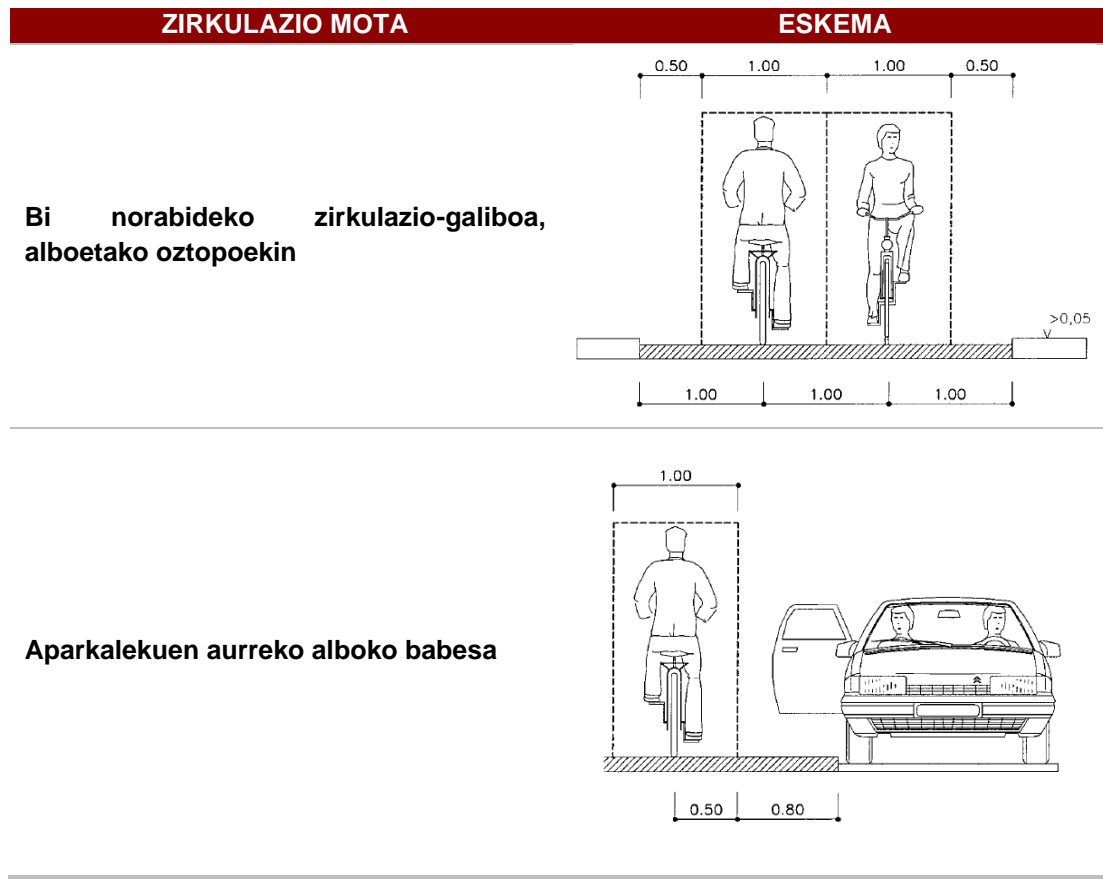 ZIRKULAZIO MOTA ESKEMA
0.50 1.00 1.00 0.50
Bi norabideko zirkulazio-galiboa,
alboetako oztopoekin
>0,05
1.00 1.00 1.00
1.00
Aparkalekuen aurreko alboko babesa
0.50 0.80